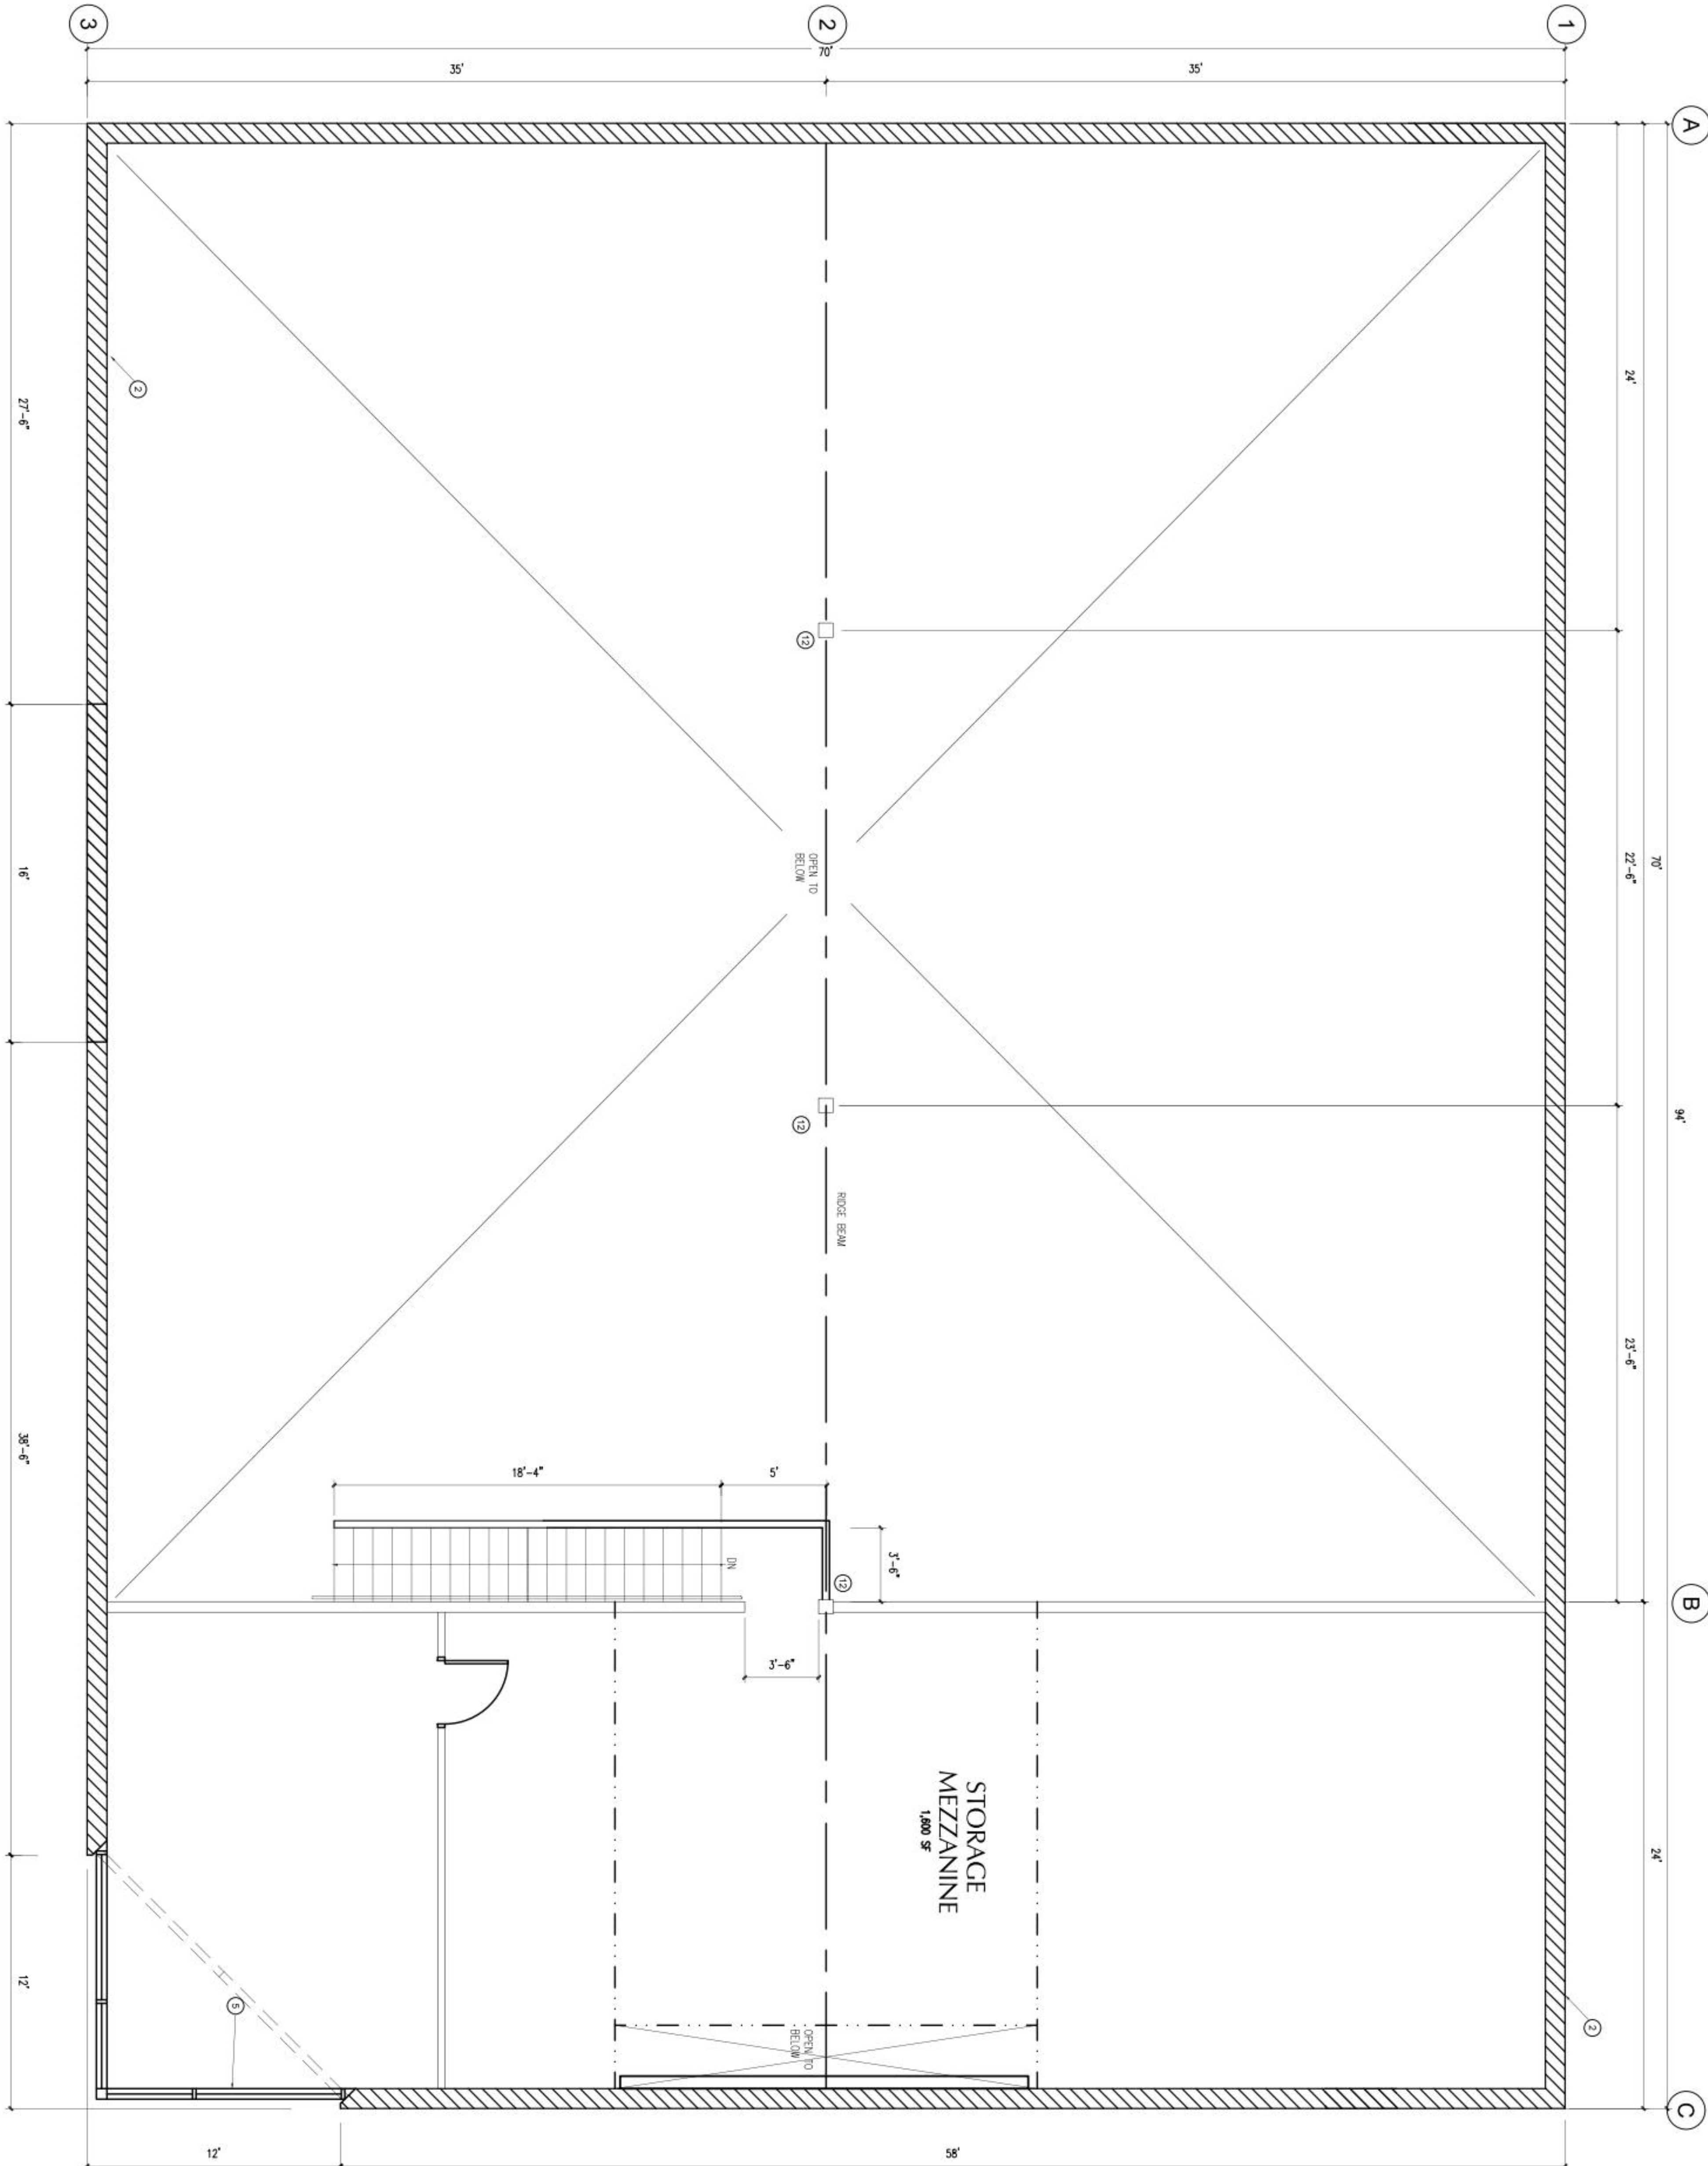 3
2
1
70'
35'
35'
A
24'
22'-6"
70'
94'
23'-6"
B
24'
C
2
27'-6"
16'
38'-6"
12'
2
12
OPEN TO
BELOW
12
RIDGE BEAM
18'-4"
5'
DN
3'-6"
12
3'-6"
STORAGE
MEZZANINE
1,600 SF
OPEN TO
BELOW
5
12'
58'